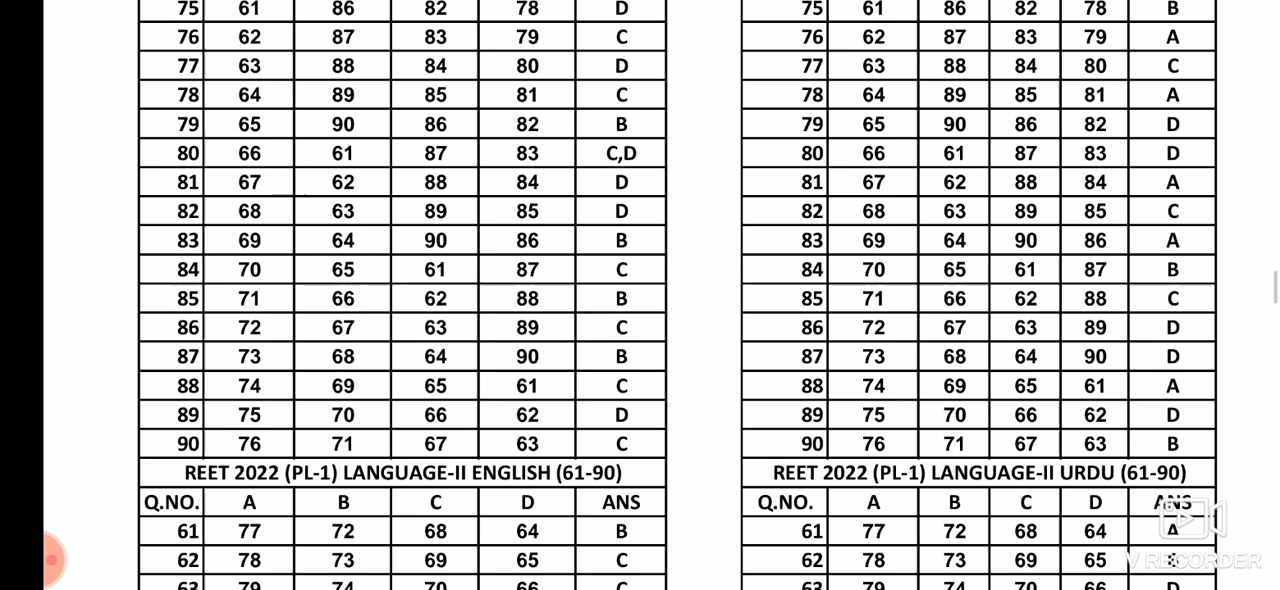 75 61 86 82 78 D
76 62 87 83 79 C
77 63 88 84 80 D
78 64 89 85 81 C
79 65 90 86 82 B
80 66 61 87 83 C,D
81 67 62 88 84 D
82 68 63 89 85 D
83 69 64 90 86 B
84 70 65 61 87 C
85 71 66 62 88 B
86 72 67 63 89 C
87 73 68 64 90 B
88 74 69 65 61 C
89 75 70 66 62 D
90 76 71 67 63 C
REET 2022 (PL-1) LANGUAGE-II ENGLISH (61-90)
Q.NO. A B C D ANS
61 77 72 68 64 B
62 78 73 69 65 C
63 79 74 70 66 C
75 61 86 82 78 B
76 62 87 83 79 A
77 63 88 84 80 C
78 64 89 85 81 A
79 65 90 86 82 D
80 66 61 87 83 D
81 67 62 88 84 A
82 68 63 89 85 C
83 69 64 90 86 A
84 70 65 61 87 B
85 71 66 62 88 C
86 72 67 63 89 D
87 73 68 64 90 D
88 74 69 65 61 A
89 75 70 66 62 D
90 76 71 67 63 B
REET 2022 (PL-1) LANGUAGE-II URDU (61-90)
Q.NO. A B C D ANS
61 77 72 68 64 A
62 78 73 69 65
63 79 74 70 66 D
V RECORDER